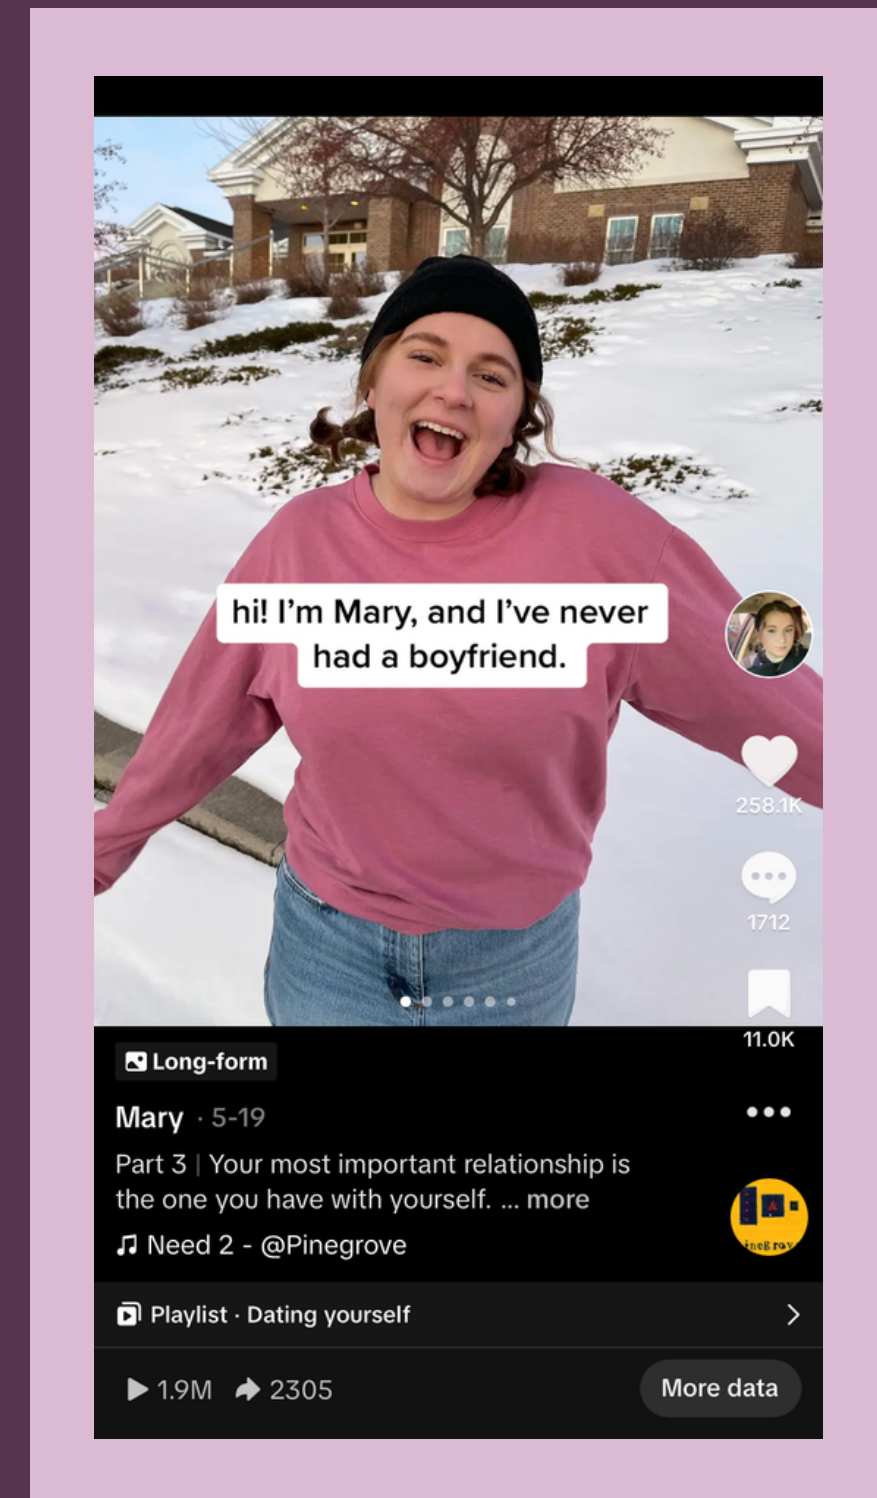 hi! I'm Mary, and I've never
had a boyfriend.
258.1K
1712
11.0K
Long-form
Mary · 5-19
Part 3 | Your most important relationship is
the one you have with yourself. ... more
Need 2 - @Pinegrove
&
inegrov
Playlist · Dating yourself
1.9M 2305
More data